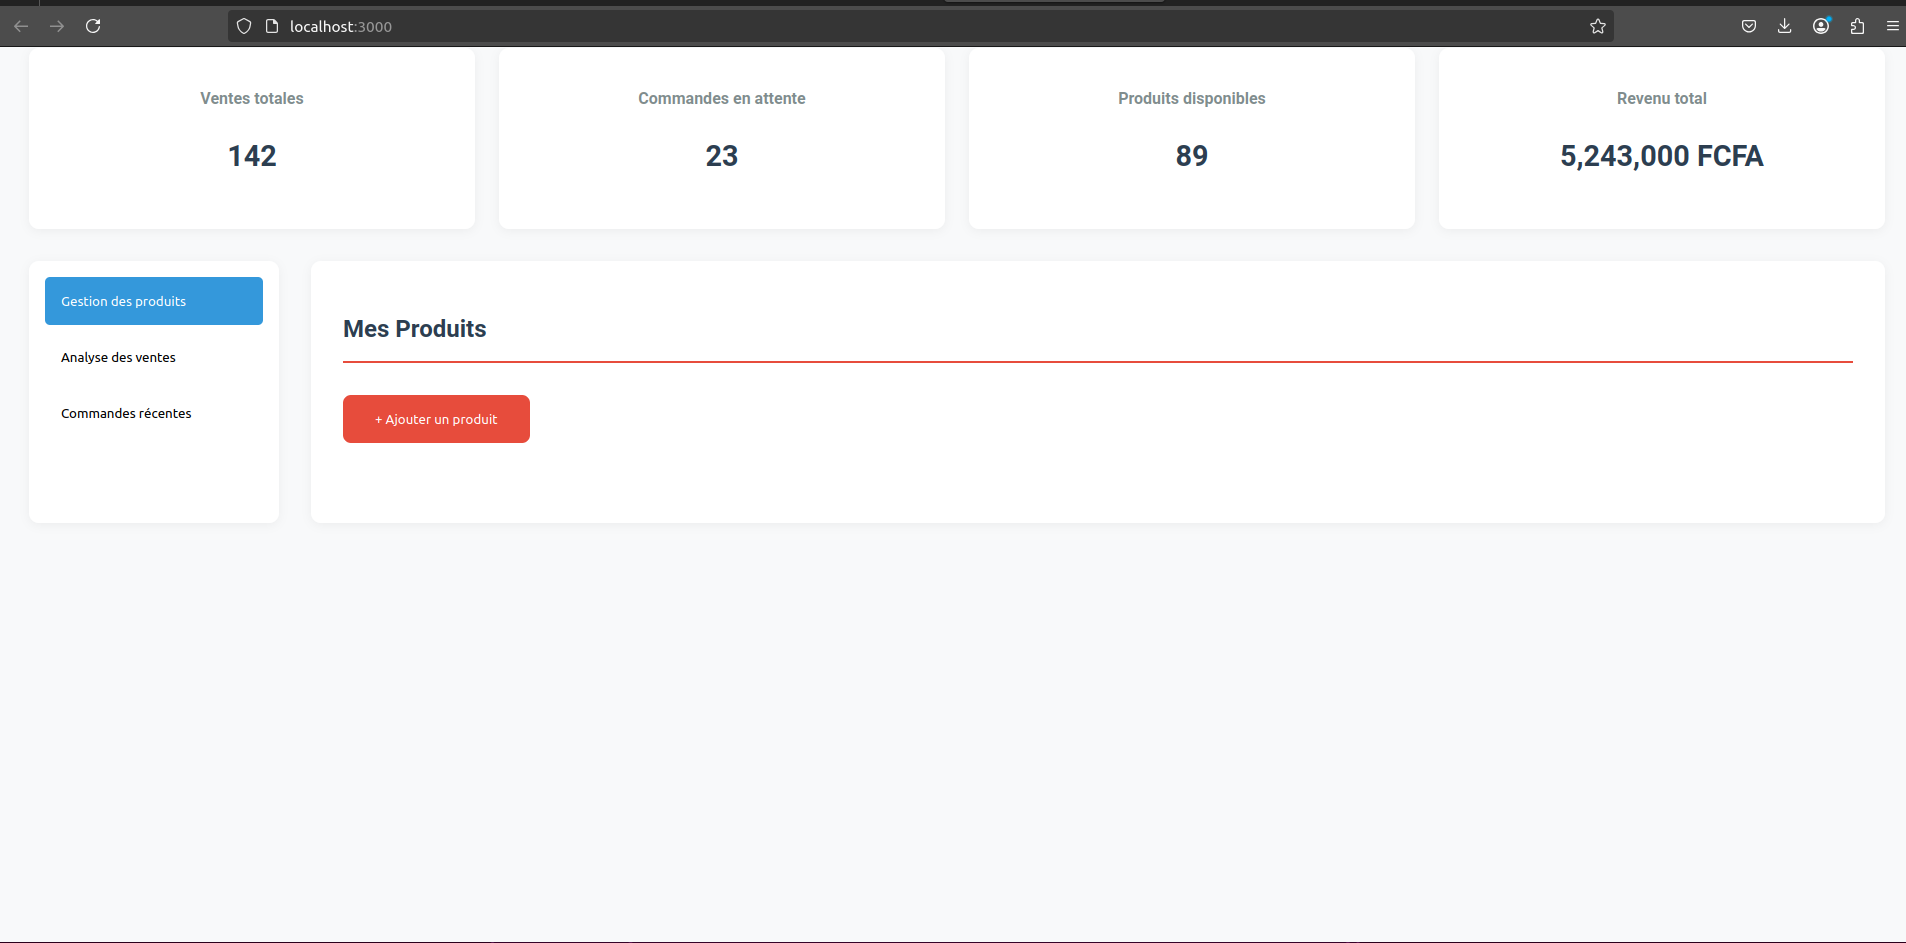 localhost:3000
Ventes totales
142
Commandes en attente
23
Produits disponibles
89
Revenu total
5,243,000 FCFA
Gestion des produits
Analyse des ventes
Commandes récentes
Mes Produits
+ Ajouter un produit